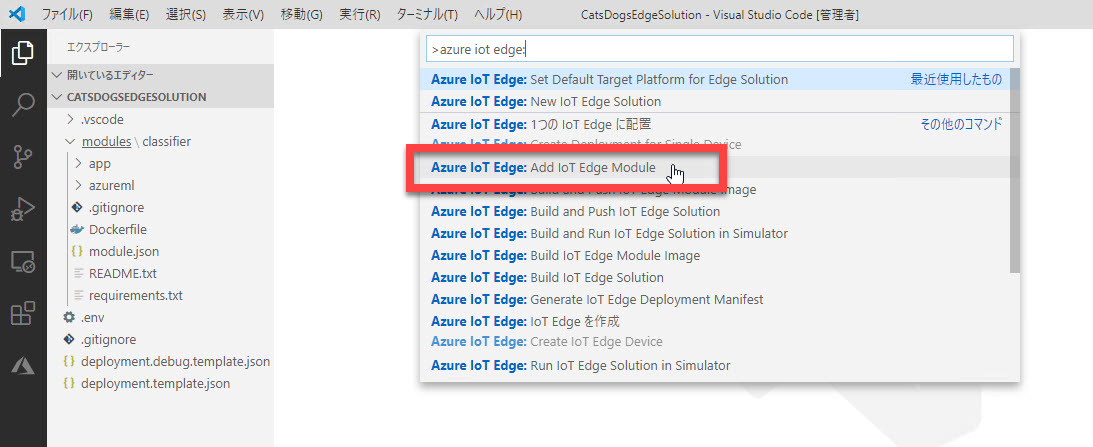 ファイル(F) 編集(E) 選択(S) 表示(V) 移動(G) 実行(R) ターミナル(T) ヘルプ(H) CatsDogsEdgeSolution - Visual Studio Code [管理者]
エクスプローラー
開いているエディター
CATSDOGSEDGESOLUTION
.vscode
modules \ classifier
app
azureml
.gitignore
Dockerfile
module.json
README.txt
requirements.txt
.env
.gitignore
deployment.debug.template.json
deployment.template.json
>azure iot edge:
Azure IoT Edge: Set Default Target Platform for Edge Solution 最近使用したもの
Azure IoT Edge: New IoT Edge Solution
Azure IoT Edge: 1つの IoT Edge に配置 その他のコマンド
Azure IoT Edge: Create Deployment for Single Device
Azure IoT Edge: Add IoT Edge Module
Azure IoT Edge: Build and Push IoT Edge Module Image
Azure IoT Edge: Build and Push IoT Edge Solution
Azure IoT Edge: Build and Run IoT Edge Solution in Simulator
Azure IoT Edge: Build IoT Edge Module Image
Azure IoT Edge: Build IoT Edge Solution
Azure IoT Edge: Generate IoT Edge Deployment Manifest
Azure IoT Edge: IoT Edge を作成
Azure IoT Edge: Create IoT Edge Device
Azure IoT Edge: Run IoT Edge Solution in Simulator